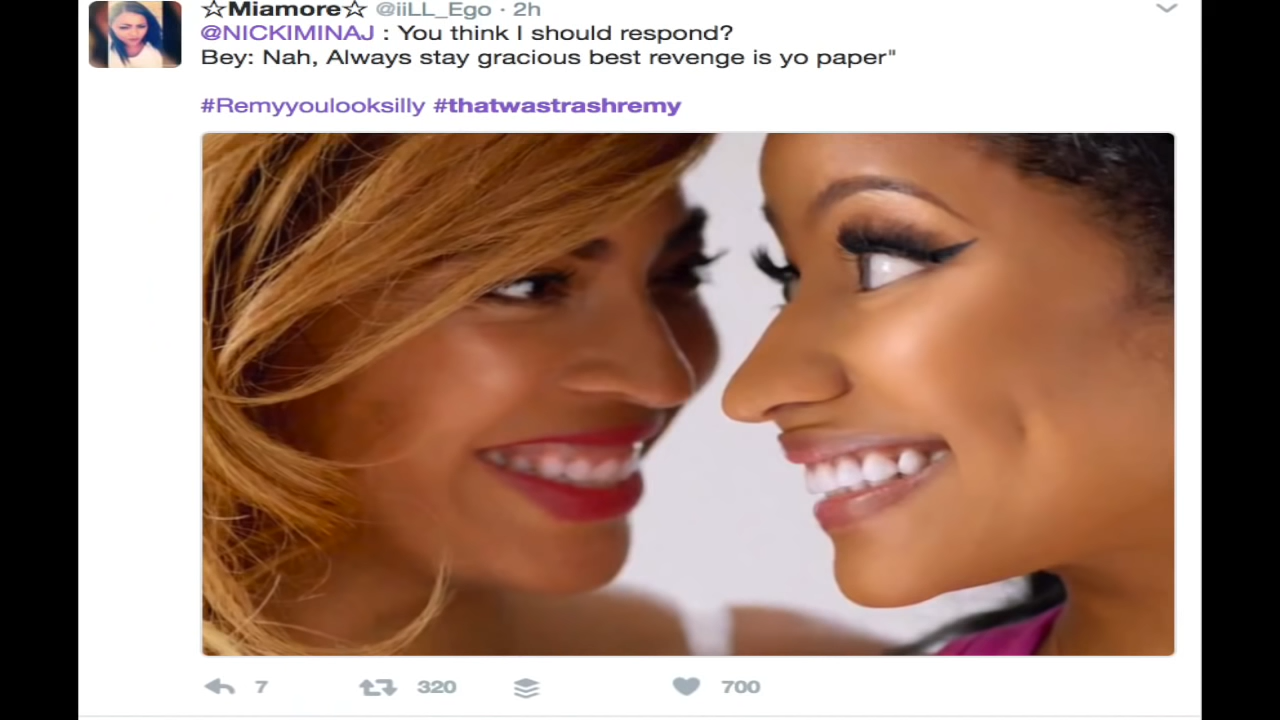 ☆Miamore☆ @iiLL_Ego · 2h
@NICKIMINAJ : You think I should respond?
Bey: Nah, Always stay gracious best revenge is yo paper"
#Remyyoulooksilly #thatwastrashremy
7 320 700